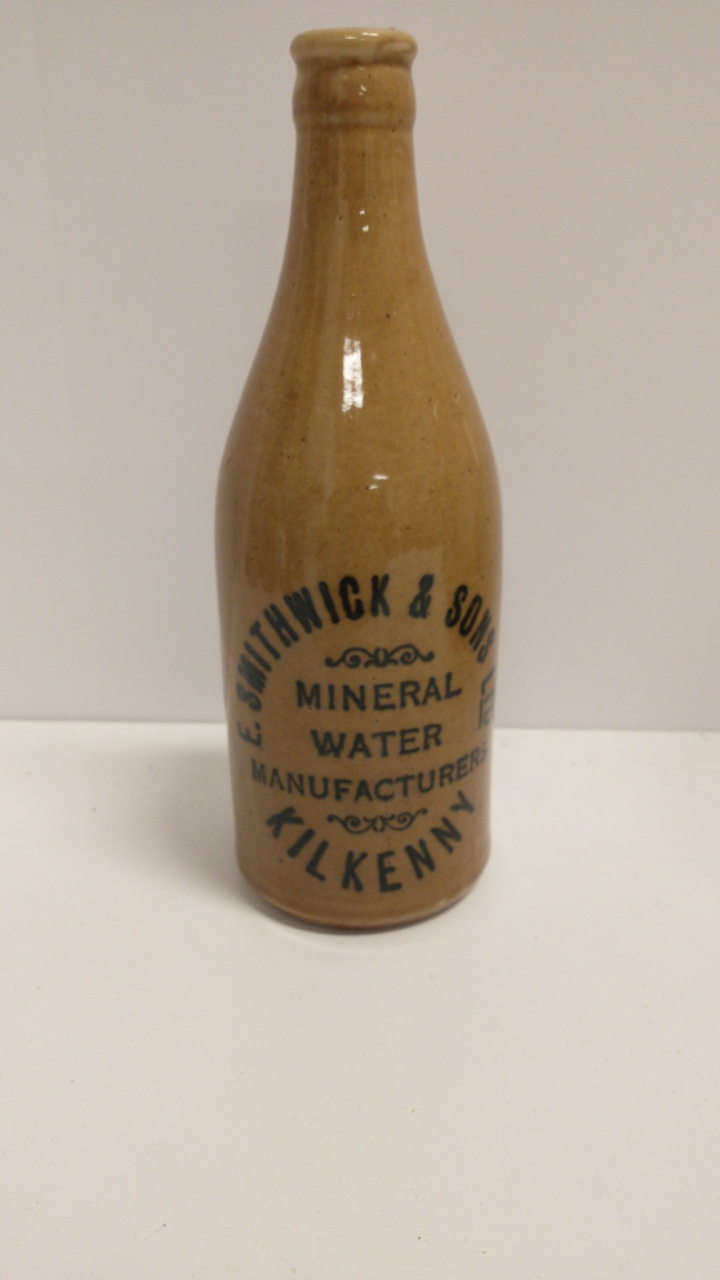 E. SMITHWICK & SONS LTD
MINERAL
WATER
MANUFACTURERS
KILKENNY